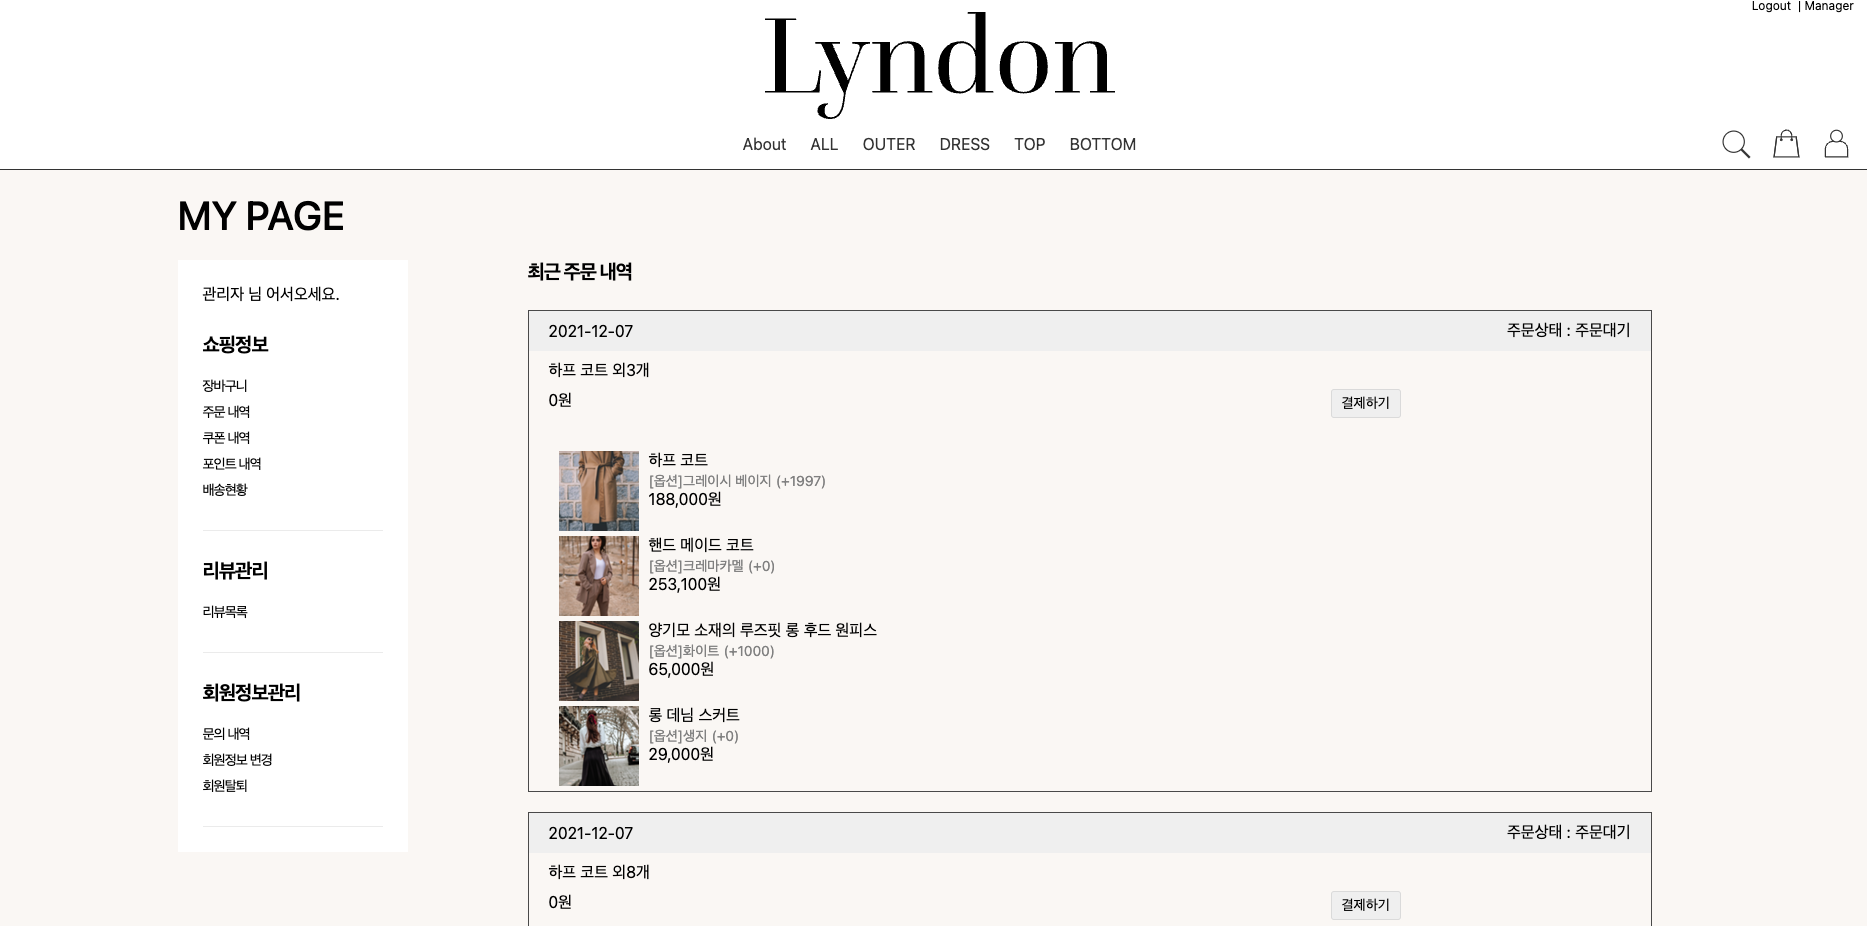 Logout | Manager
Lyndon
About ALL OUTER DRESS TOP BOTTOM
MY PAGE
관리자 님 어서오세요.
쇼핑정보
장바구니
주문 내역
쿠폰 내역
포인트 내역
배송현황
리뷰관리
리뷰목록
회원정보관리
문의 내역
회원정보 변경
회원탈퇴
최근 주문 내역
2021-12-07 주문상태 : 주문대기
하프 코트 외3개
0원 결제하기
하프 코트
[옵션]그레이시 베이지 (+1997)
188,000원
핸드 메이드 코트
[옵션]크레마카멜 (+0)
253,100원
양기모 소재의 루즈핏 롱 후드 원피스
[옵션]화이트 (+1000)
65,000원
롱 데님 스커트
[옵션]생지 (+0)
29,000원
2021-12-07 주문상태 : 주문대기
하프 코트 외8개
0원 결제하기